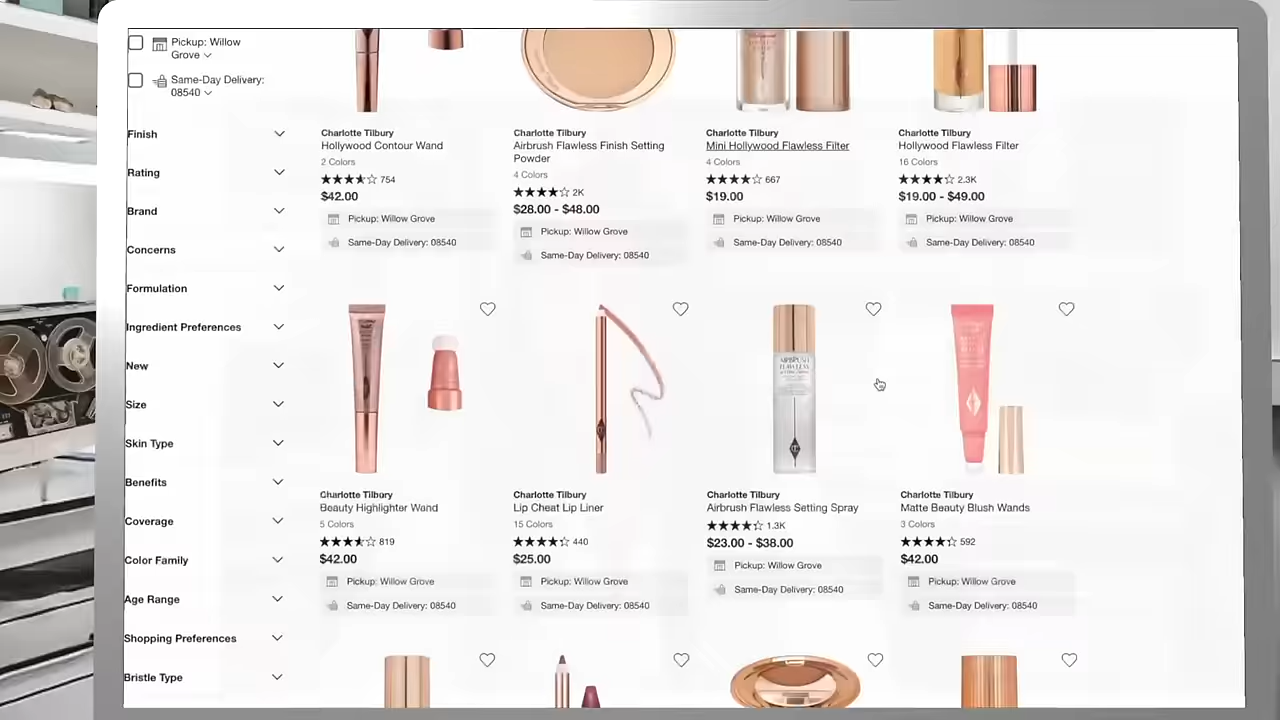 Pickup: Willow
Grove
Same-Day Delivery:
08540
Finish
Rating
Brand
Concerns
Formulation
Ingredient Preferences
New
Size
Skin Type
Benefits
Coverage
Color Family
Age Range
Shopping Preferences
Bristle Type
Charlotte Tilbury
Hollywood Contour Wand
2 Colors
754
$42.00
Pickup: Willow Grove
Same-Day Delivery: 08540
Charlotte Tilbury
Airbrush Flawless Finish Setting
Powder
4 Colors
2K
$28.00 - $48.00
Pickup: Willow Grove
Same-Day Delivery: 08540
Charlotte Tilbury
Mini Hollywood Flawless Filter
4 Colors
667
$19.00
Pickup: Willow Grove
Same-Day Delivery: 08540
Charlotte Tilbury
Hollywood Flawless Filter
16 Colors
2.3K
$19.00 - $49.00
Pickup: Willow Grove
Same-Day Delivery: 08540
Charlotte Tilbury
Beauty Highlighter Wand
5 Colors
819
$42.00
Pickup: Willow Grove
Same-Day Delivery: 08540
Charlotte Tilbury
Lip Cheat Lip Liner
15 Colors
440
$25.00
Pickup: Willow Grove
Same-Day Delivery: 08540
AIRBRUSH
FLAWLESS
Charlotte Tilbury
Airbrush Flawless Setting Spray
1.3K
$23.00 - $38.00
Pickup: Willow Grove
Same-Day Delivery: 08540
Charlotte Tilbury
Matte Beauty Blush Wands
3 Colors
592
$42.00
Pickup: Willow Grove
Same-Day Delivery: 08540